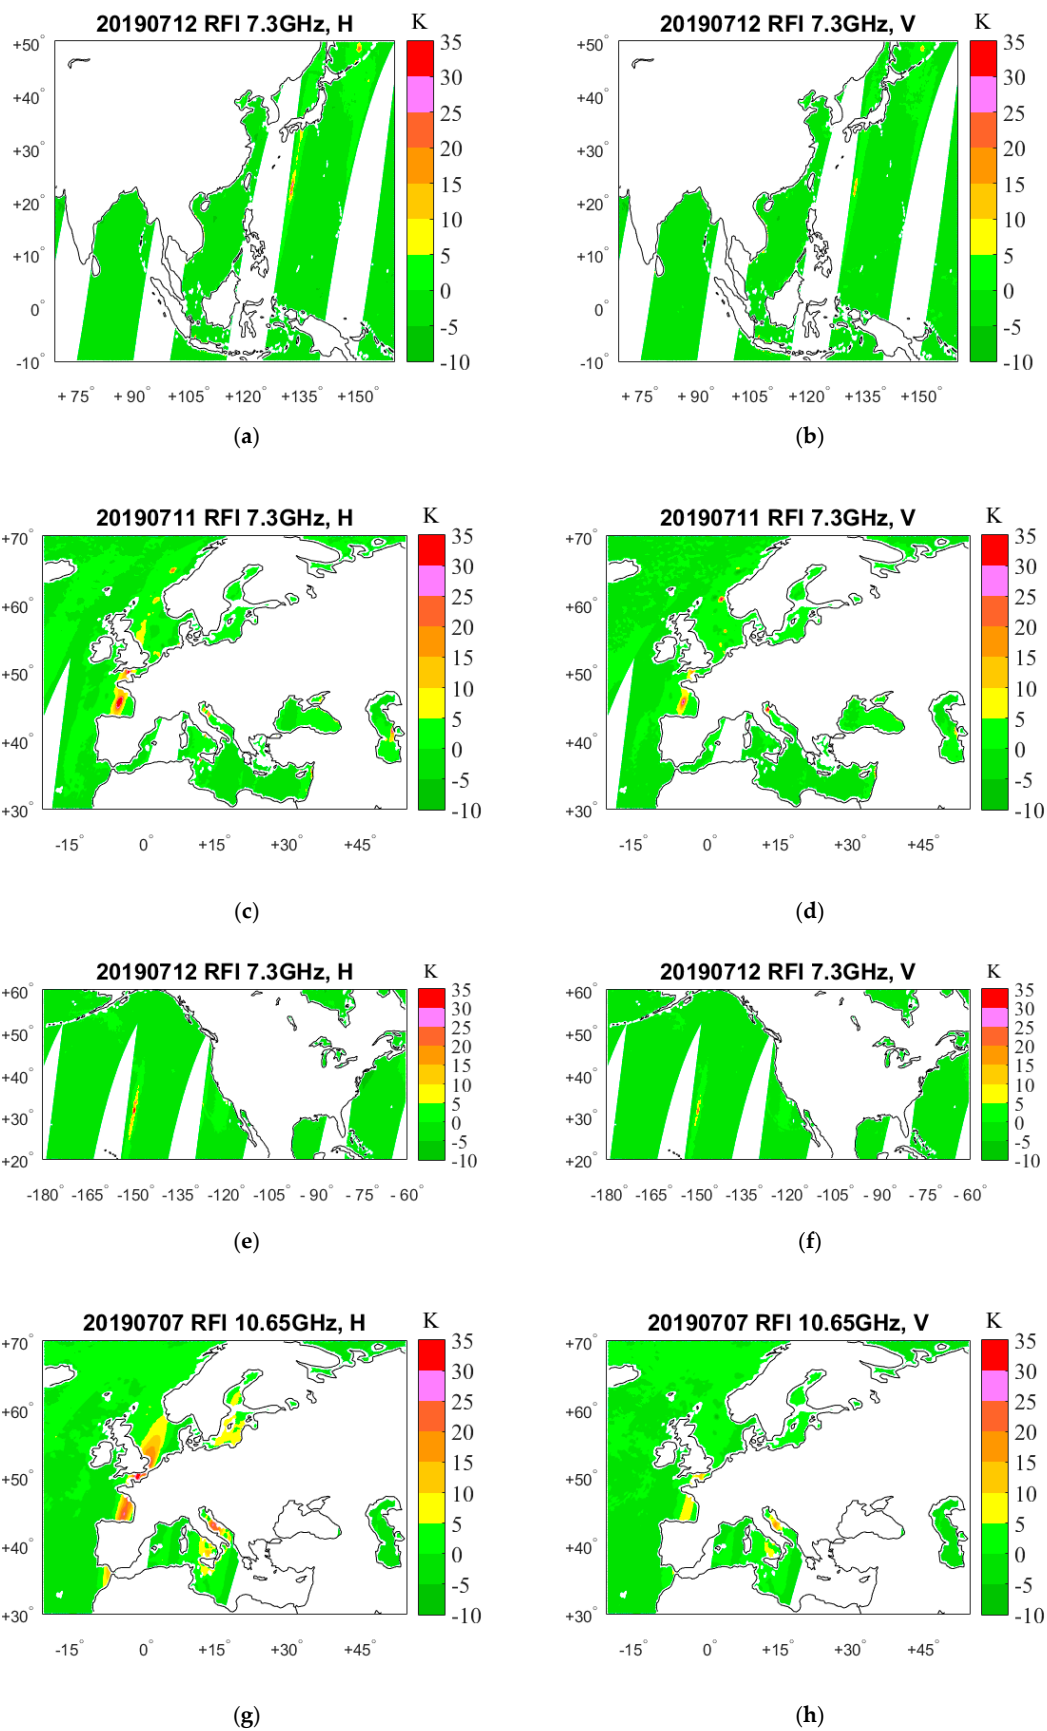 20190712 RFI 7.3GHz, H K
+50° +40° +30° +20° +10° 0° -10°
35 30 25 20 15 10 5 0 -5 -10
+ 75° + 90° +105° +120° +135° +150°
(a)
20190712 RFI 7.3GHz, V K
+50° +40° +30° +20° +10° 0° -10°
35 30 25 20 15 10 5 0 -5 -10
+ 75° + 90° +105° +120° +135° +150°
(b)
20190711 RFI 7.3GHz, H K
+70° +60° +50° +40° +30°
35 30 25 20 15 10 5 0 -5 -10
-15° 0° +15° +30° +45°
(c)
20190711 RFI 7.3GHz, V K
+70° +60° +50° +40° +30°
35 30 25 20 15 10 5 0 -5 -10
-15° 0° +15° +30° +45°
(d)
20190712 RFI 7.3GHz, H K
+60° +50° +40° +30° +20°
35 30 25 20 15 10 5 0 -5 -10
-180° -165° -150° -135° -120° -105° - 90° - 75° - 60°
(e)
20190712 RFI 7.3GHz, V K
+60° +50° +40° +30° +20°
35 30 25 20 15 10 5 0 -5 -10
-180° -165° -150° -135° -120° -105° - 90° - 75° - 60°
(f)
20190707 RFI 10.65GHz, H K
+70° +60° +50° +40° +30°
35 30 25 20 15 10 5 0 -5 -10
-15° 0° +15° +30° +45°
(g)
20190707 RFI 10.65GHz, V K
+70° +60° +50° +40° +30°
35 30 25 20 15 10 5 0 -5 -10
-15° 0° +15° +30° +45°
(h)